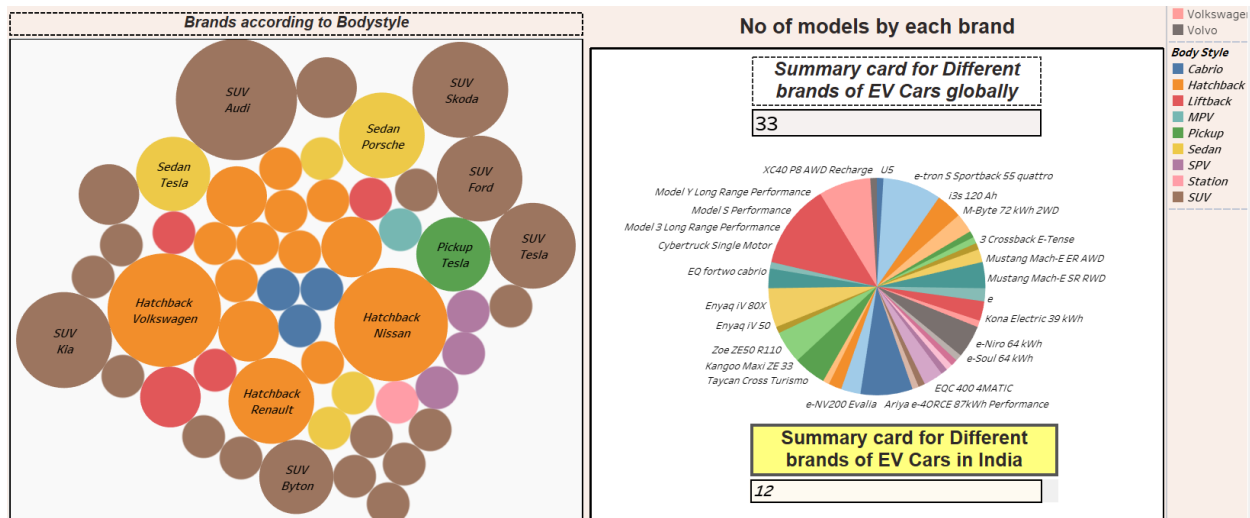 Brands according to Bodystyle
SUV
Audi
SUV
Skoda
Sedan
Porsche
Sedan
Tesla
SUV
Ford
Pickup
Tesla
SUV
Tesla
Hatchback
Volkswagen
Hatchback
Nissan
SUV
Kia
Hatchback
Renault
SUV
Byton
No of models by each brand
Summary card for Different
brands of EV Cars globally
33
XC40 P8 AWD Recharge
U5
e-tron S Sportback 55 quattro
Model Y Long Range Performance
i3s 120 Ah
Model S Performance
M-Byte 72 kWh 2WD
Model 3 Long Range Performance
3 Crossback E-Tense
Cybertruck Single Motor
Mustang Mach-E ER AWD
EQ fortwo cabrio
Mustang Mach-E SR RWD
e
Enyaq iV 80X
Kona Electric 39 kWh
Enyaq iV 50
e-Niro 64 kWh
Zoe ZE50 R110
e-Soul 64 kWh
Kangoo Maxi ZE 33
Taycan Cross Turismo
EQC 400 4MATIC
e-NV200 Evalia
Ariya e-4ORCE 87kWh Performance
Summary card for Different
brands of EV Cars in India
12
Volkswagen
Volvo
Body Style
Cabrio
Hatchback
Liftback
MPV
Pickup
Sedan
SPV
Station
SUV